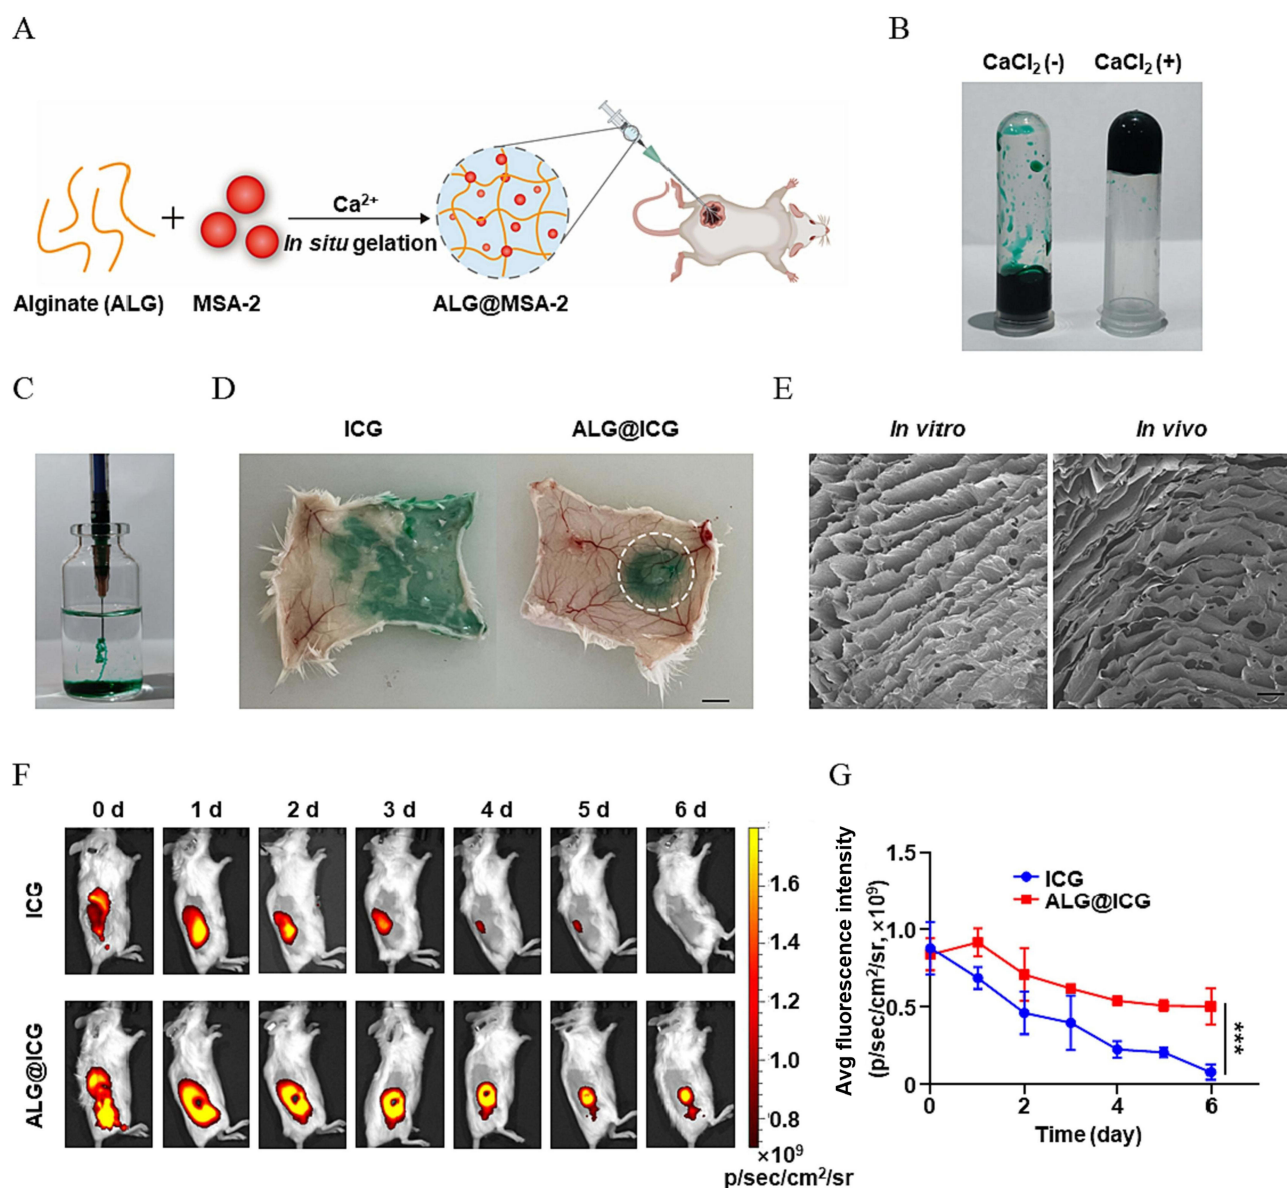 A
B
CaCl₂ (-) CaCl₂ (+)
Ca²⁺
In situ gelation
Alginate (ALG) MSA-2 ALG@MSA-2
C
D
E
ICG ALG@ICG
In vitro In vivo
F
0 d 1 d 2 d 3 d 4 d 5 d 6 d
ICG
ALG@ICG
1.6
1.4
1.2
1.0
0.8
×10⁹
p/sec/cm²/sr
G
Avg fluorescence intensity
(p/sec/cm²/sr, ×10⁹)
1.5
1.0
0.5
0
ICG
ALG@ICG
***
0 2 4 6
Time (day)